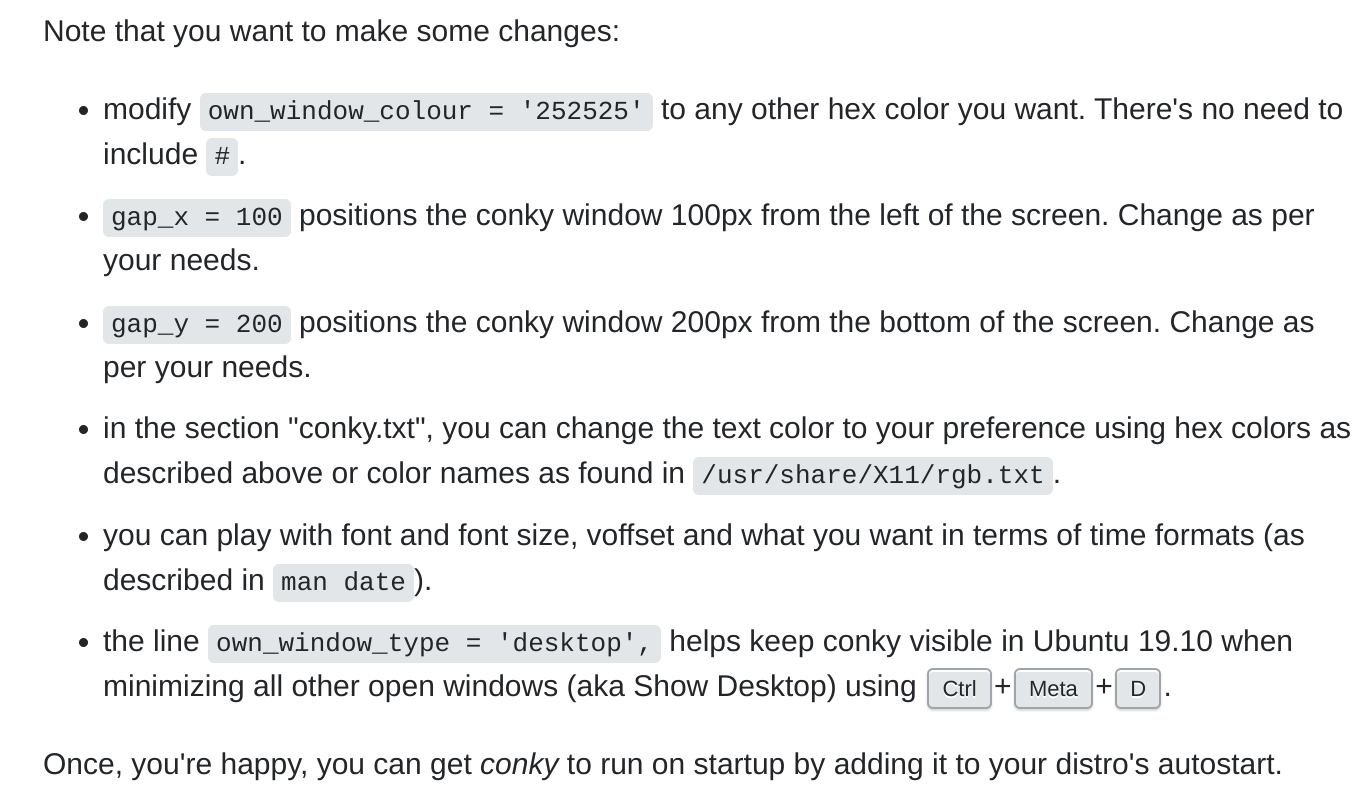 Note that you want to make some changes:
• modify own_window_colour = '252525' to any other hex color you want. There's no need to
include #.
• gap_x = 100 positions the conky window 100px from the left of the screen. Change as per
your needs.
• gap_y = 200 positions the conky window 200px from the bottom of the screen. Change as
per your needs.
• in the section "conky.txt", you can change the text color to your preference using hex colors as
described above or color names as found in /usr/share/X11/rgb.txt.
• you can play with font and font size, voffset and what you want in terms of time formats (as
described in man date).
• the line own_window_type = 'desktop', helps keep conky visible in Ubuntu 19.10 when
minimizing all other open windows (aka Show Desktop) using Ctrl+Meta+D.
Once, you're happy, you can get conky to run on startup by adding it to your distro's autostart.